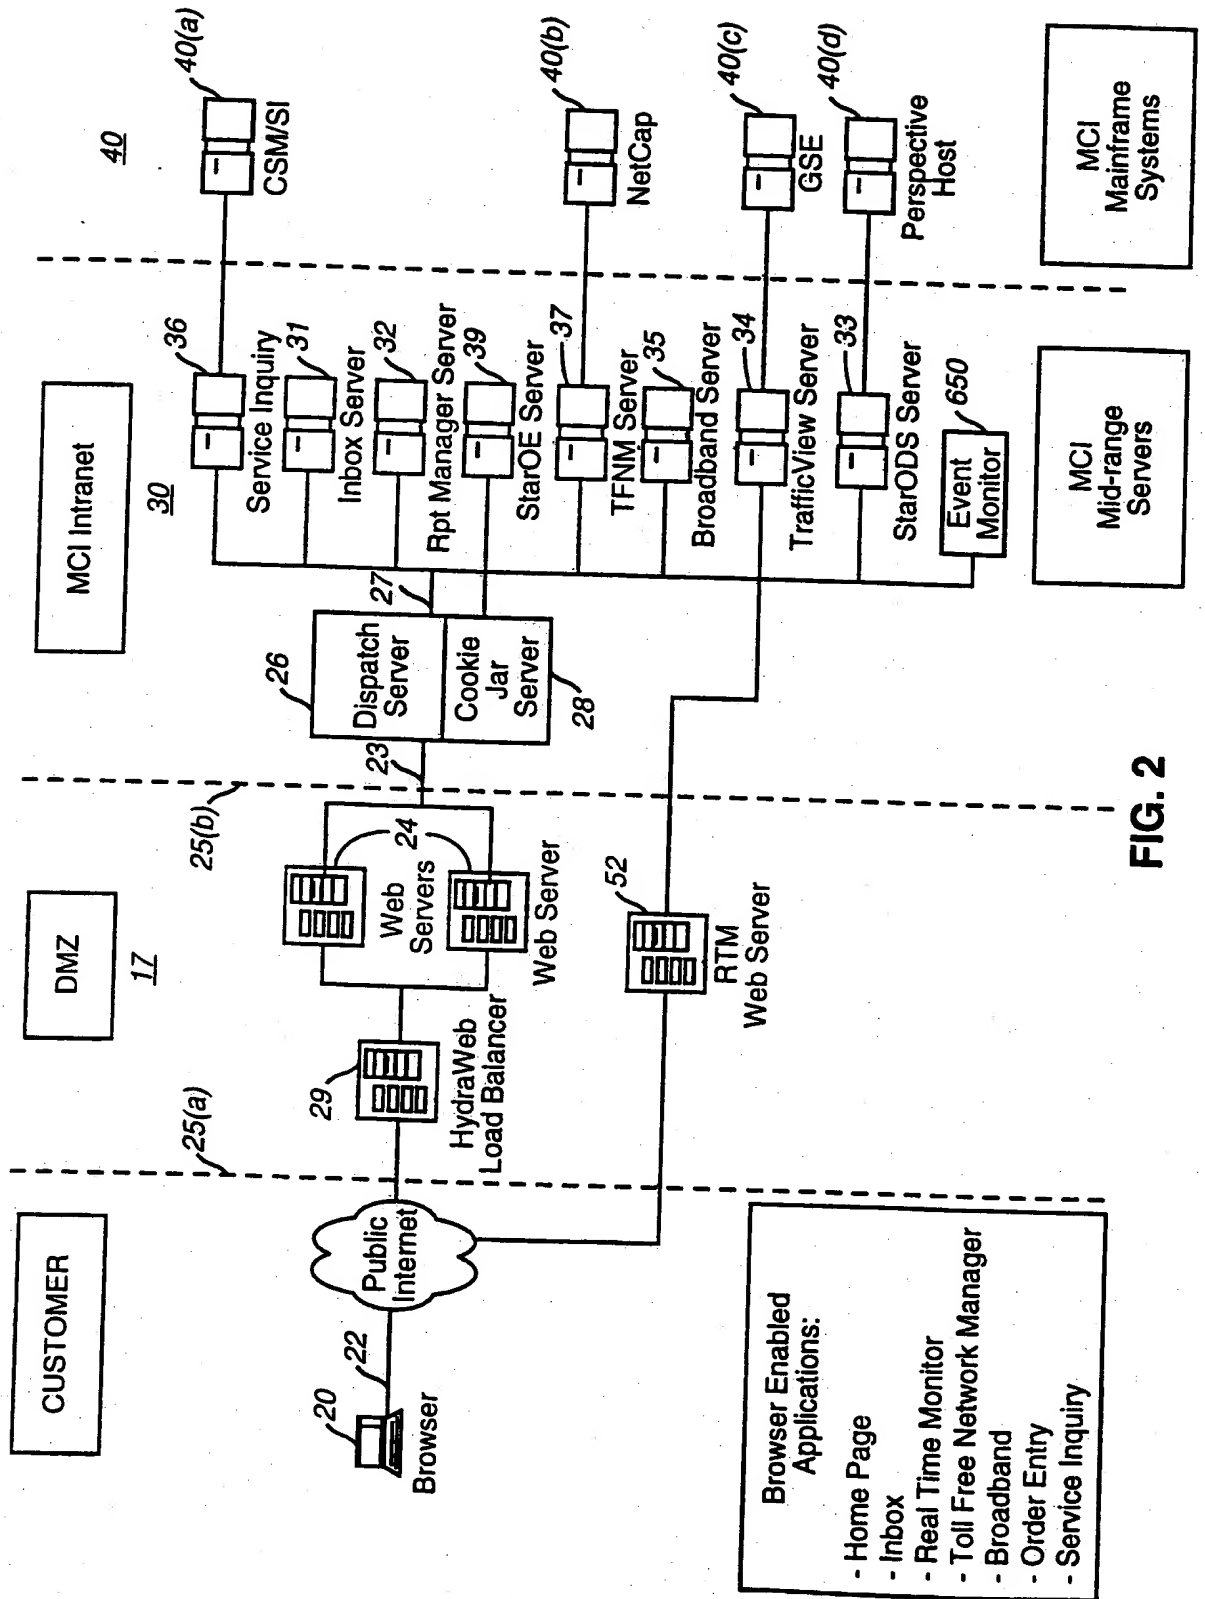 CUSTOMER
DMZ
17
MCI Intranet
30
40
25(a)
25(b)
20
Browser
22
Public
Internet
29
HydraWeb
Load Balancer
24
Web
Servers
Web Server
52
RTM
Web Server
23
26
Dispatch
Server
Cookie
Jar
Server
28
27
36
Service Inquiry
31
Inbox Server
32
Rpt Manager Server
39
StarOE Server
37
TFNM Server
35
Broadband Server
34
TrafficView Server
33
StarODS Server
650
Event
Monitor
40(a)
CSM/SI
40(b)
NetCap
40(c)
GSE
40(d)
Perspective
Host
Browser Enabled
Applications:
- Home Page
- Inbox
- Real Time Monitor
- Toll Free Network Manager
- Broadband
- Order Entry
- Service Inquiry
MCI
Mid-range
Servers
MCI
Mainframe
Systems
FIG. 2